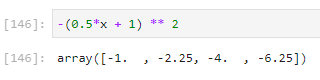 [146]: -(0.5*x + 1) ** 2
[146]: array([-1.  , -2.25, -4.  , -6.25])